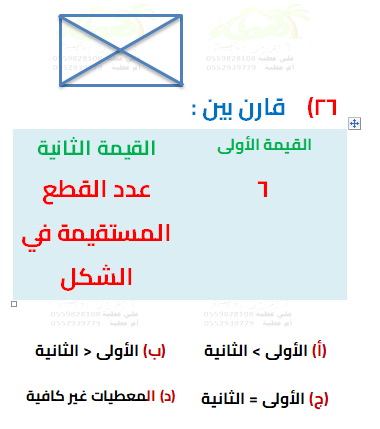 ٢٦) قارن بين :
القيمة الأولى
القيمة الثانية
٦
عدد القطع
المستقيمة في
الشكل
(أ) الأولى > الثانية
(ب) الأولى < الثانية
(ج) الأولى = الثانية
(د) المعطيات غير كافية